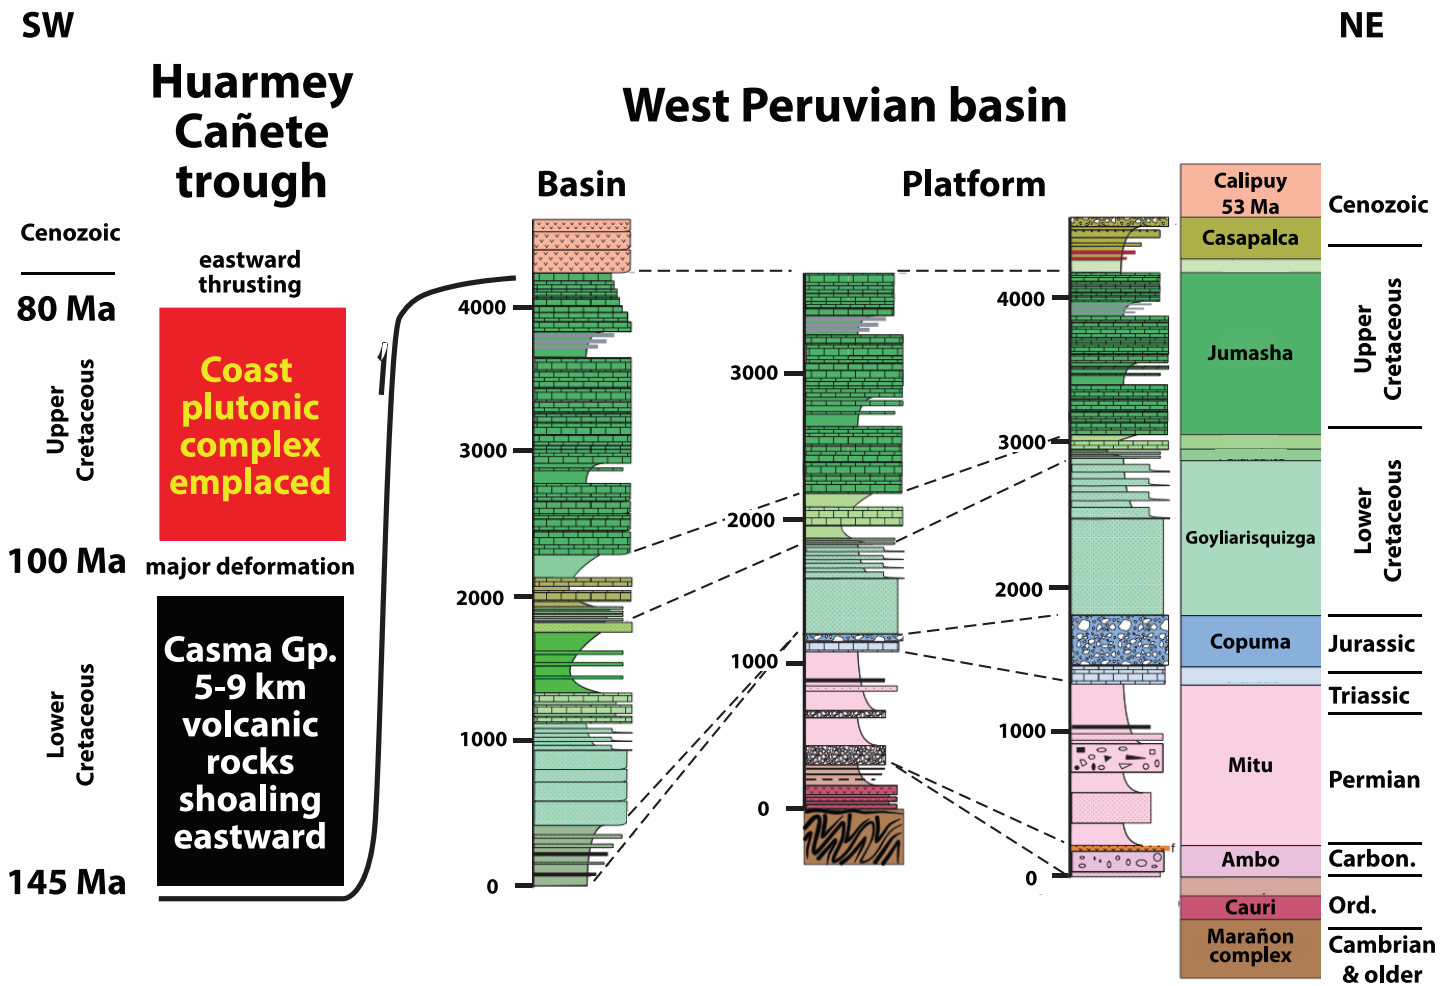 SW
NE
Huarmey
Cañete
trough
West Peruvian basin
Basin
Platform
Cenozoic
80 Ma
Upper
Cretaceous
100 Ma
Lower
Cretaceous
145 Ma
eastward
thrusting
Coast
plutonic
complex
emplaced
major deformation
Casma Gp.
5-9 km
volcanic
rocks
shoaling
eastward
4000
3000
2000
1000
0
3000
2000
1000
0
4000
3000
2000
1000
0
f
Calipuy
53 Ma
Casapalca
Jumasha
Goyliarisquizga
Copuma
Mitu
Ambo
Cauri
Marañon
complex
Cenozoic
Upper
Cretaceous
Lower
Cretaceous
Jurassic
Triassic
Permian
Carbon.
Ord.
Cambrian
& older